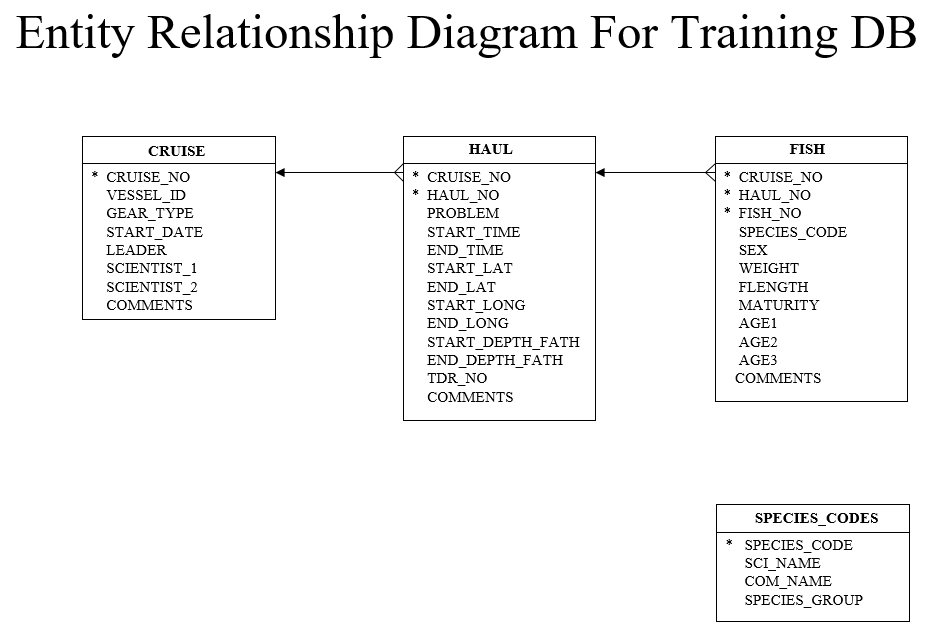 Entity Relationship Diagram For Training DB
CRUISE
* CRUISE_NO
VESSEL_ID
GEAR_TYPE
START_DATE
LEADER
SCIENTIST_1
SCIENTIST_2
COMMENTS
HAUL
* CRUISE_NO
* HAUL_NO
PROBLEM
START_TIME
END_TIME
START_LAT
END_LAT
START_LONG
END_LONG
START_DEPTH_FATH
END_DEPTH_FATH
TDR_NO
COMMENTS
FISH
* CRUISE_NO
* HAUL_NO
* FISH_NO
SPECIES_CODE
SEX
WEIGHT
FLENGTH
MATURITY
AGE1
AGE2
AGE3
COMMENTS
SPECIES_CODES
* SPECIES_CODE
SCI_NAME
COM_NAME
SPECIES_GROUP